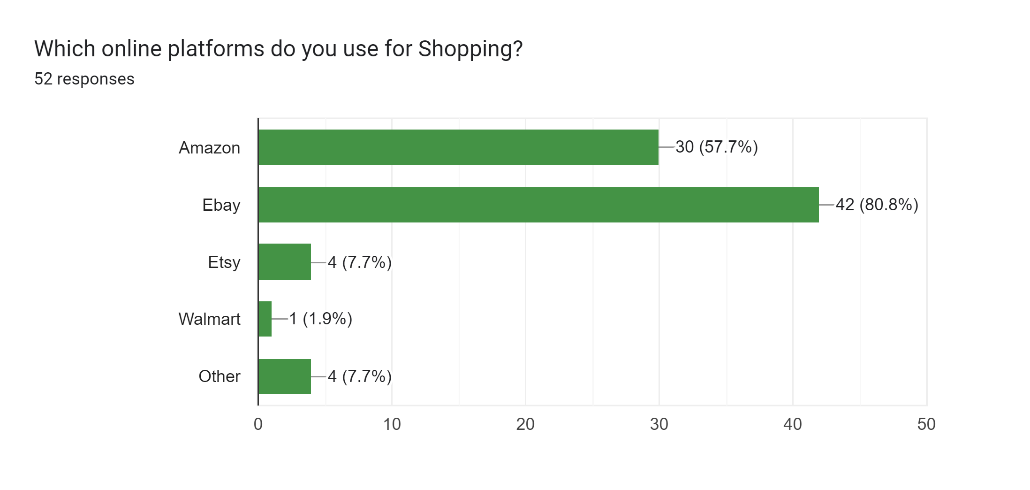 Which online platforms do you use for Shopping?
52 responses
Amazon 30 (57.7%)
Ebay 42 (80.8%)
Etsy 4 (7.7%)
Walmart 1 (1.9%)
Other 4 (7.7%)
0 10 20 30 40 50